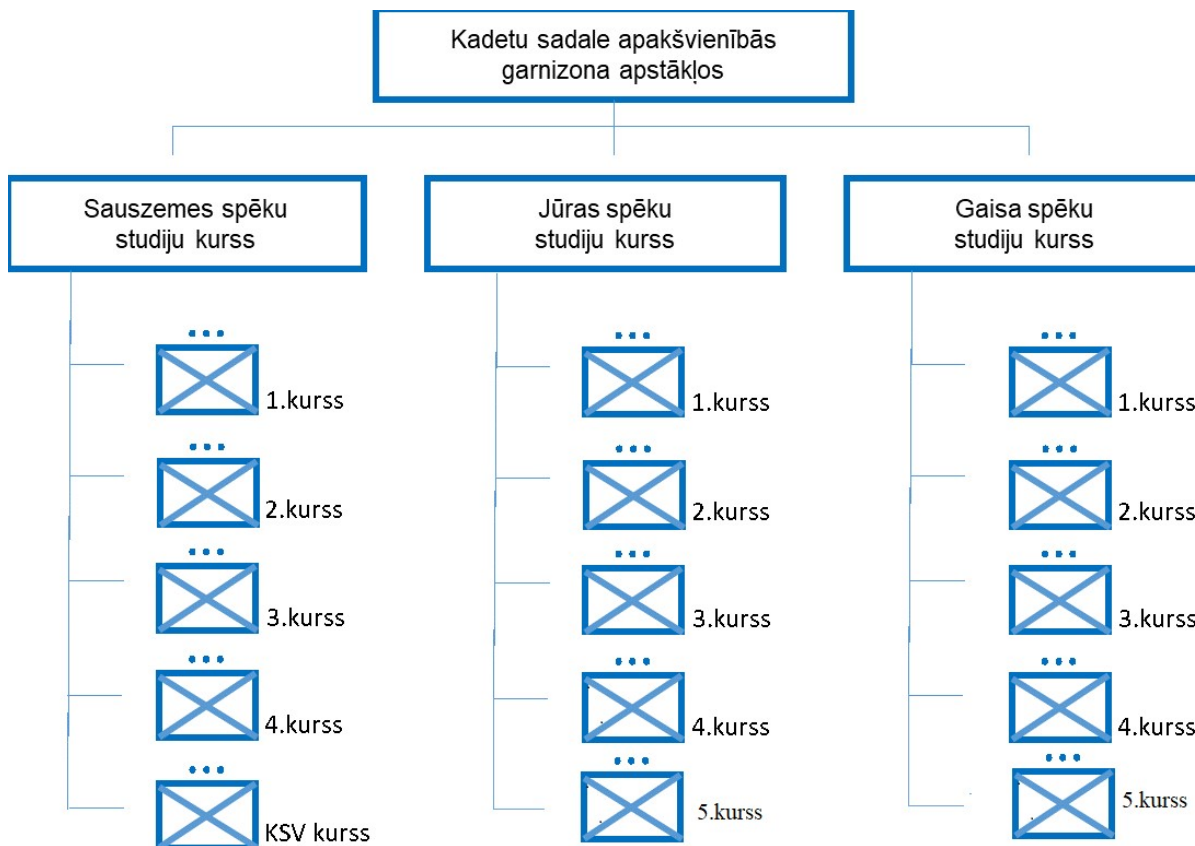 Kadetu sadale apakšvienībās
garnizona apstākļos
Sauszemes spēku
studiju kurss
Jūras spēku
studiju kurss
Gaisa spēku
studiju kurss
1.kurss
2.kurss
3.kurss
4.kurss
KSV kurss
1.kurss
2.kurss
3.kurss
4.kurss
5.kurss
1.kurss
2.kurss
3.kurss
4.kurss
5.kurss